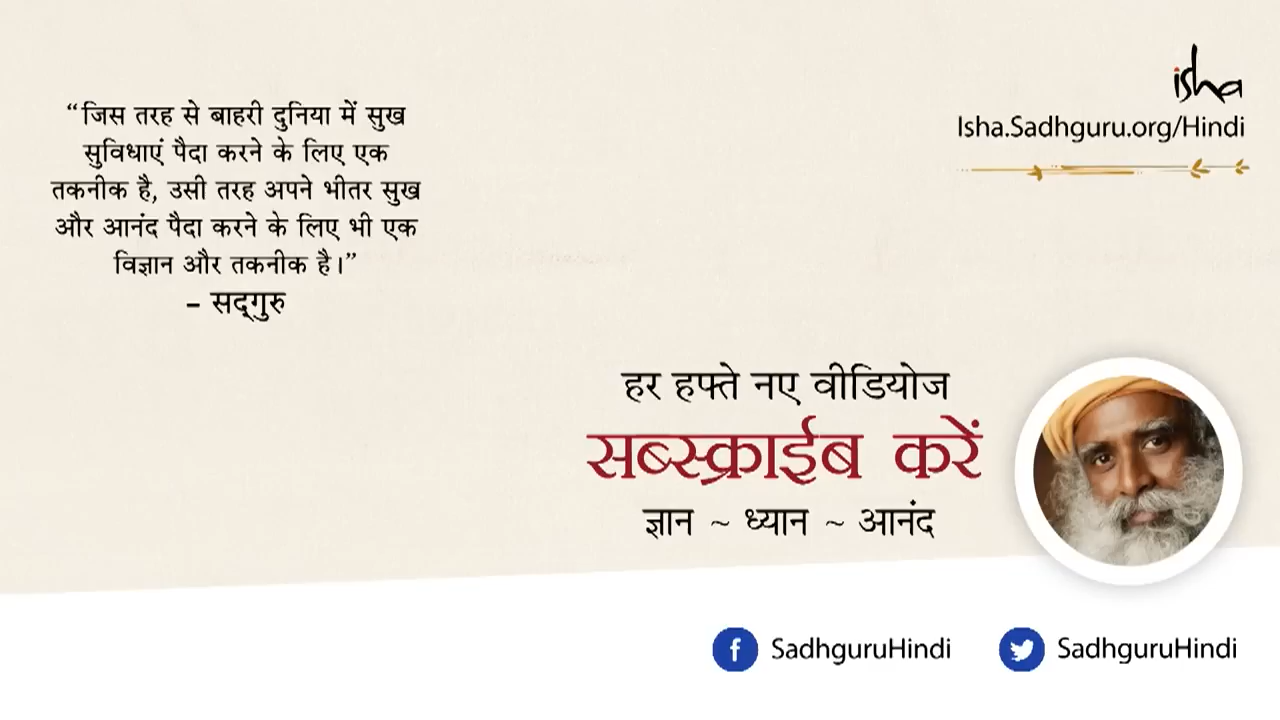 “जिस तरह से बाहरी दुनिया में सुख
सुविधाएं पैदा करने के लिए एक
तकनीक है, उसी तरह अपने भीतर सुख
और आनंद पैदा करने के लिए भी एक
विज्ञान और तकनीक है।”
– सद्गुरु
isha
Isha.Sadhguru.org/Hindi
हर हफ्ते नए वीडियोज
सब्स्क्राईब करें
ज्ञान ~ ध्यान ~ आनंद
SadhguruHindi
SadhguruHindi